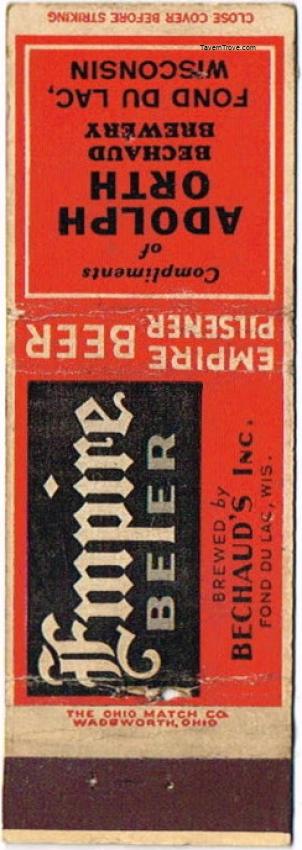 CLOSE COVER BEFORE STRIKING
TavernTrove.com
Compliments
of
ADOLPH
ORTH
BECHAUD
BREWERY
FOND DU LAC,
WISCONSIN
EMPIRE
PILSENER
BEER
Empire
BEER
BREWED by
BECHAUD'S INC.
FOND DU LAC, WIS.
THE OHIO MATCH CO.
WADSWORTH, OHIO